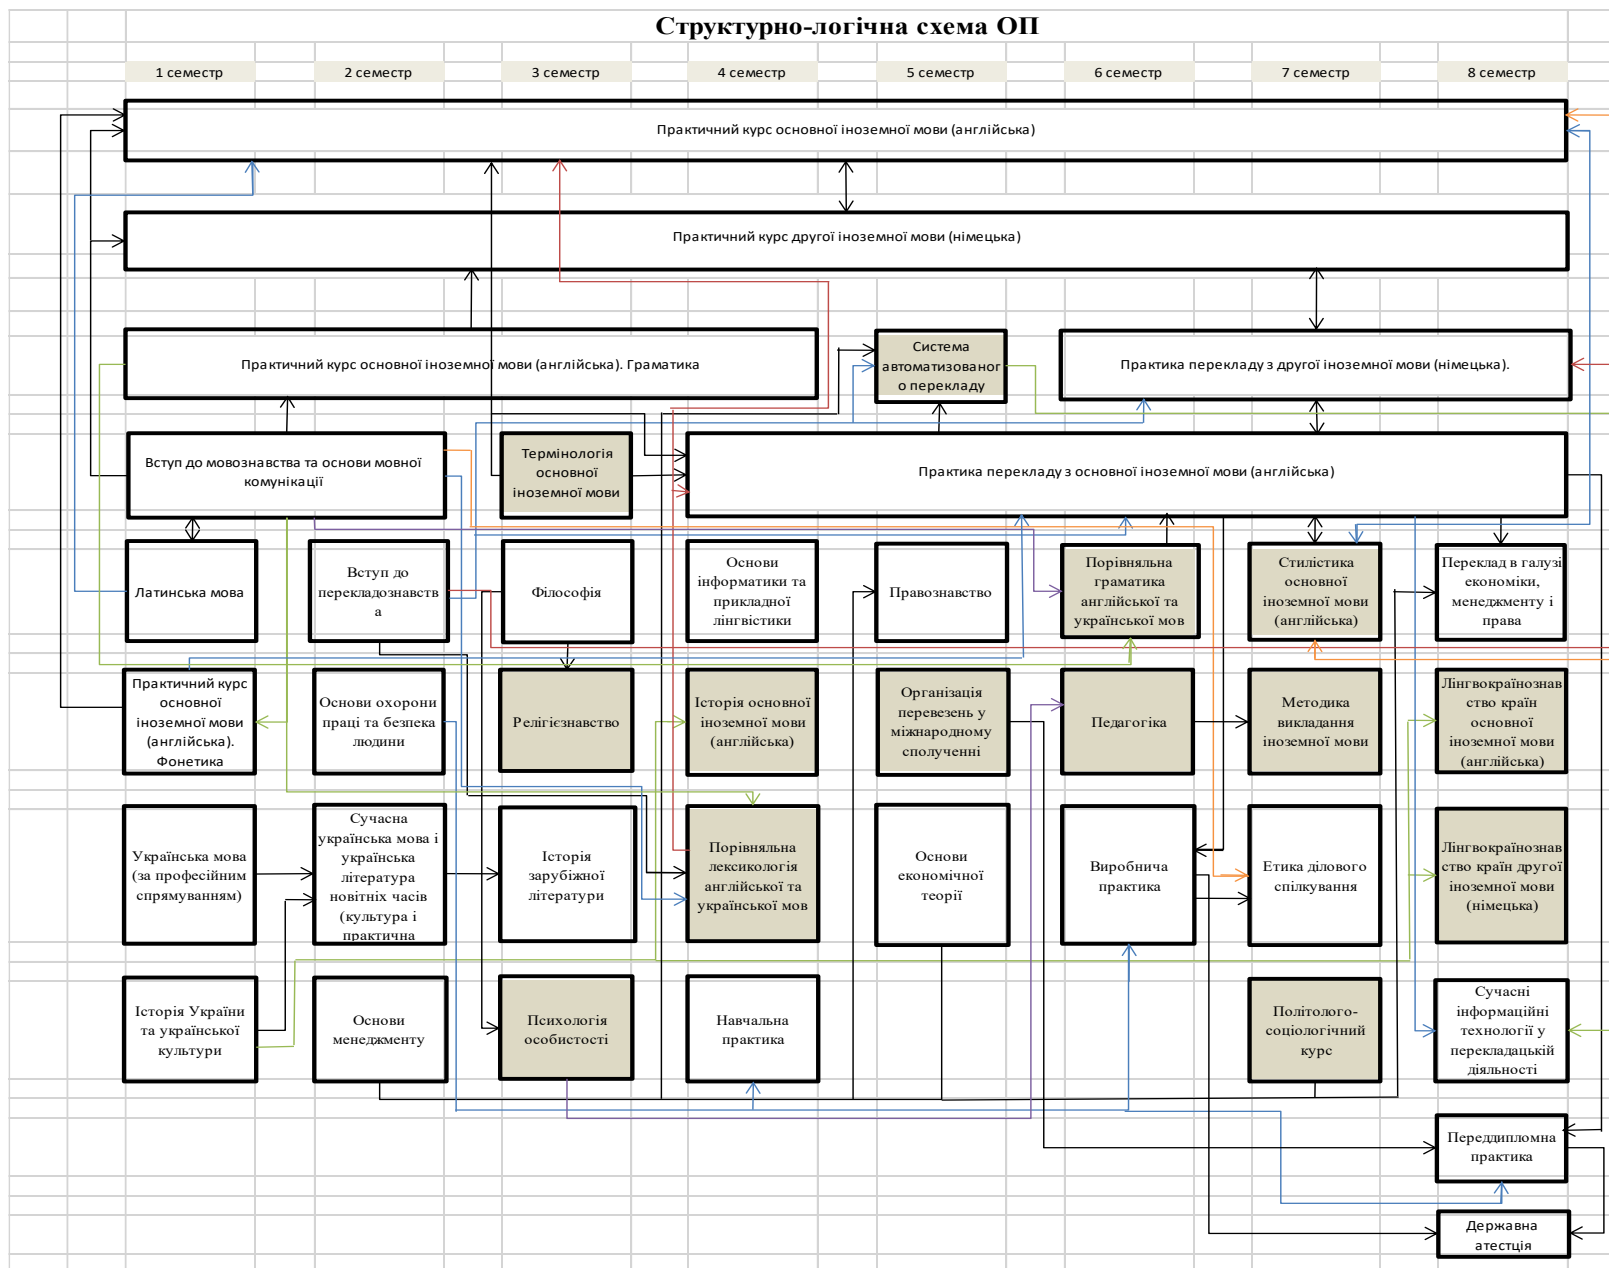 Структурно-логічна схема ОП
1 семестр
2 семестр
3 семестр
4 семестр
5 семестр
6 семестр
7 семестр
8 семестр
Практичний курс основної іноземної мови (англійська)
Практичний курс другої іноземної мови (німецька)
Практичний курс основної іноземної мови (англійська). Граматика
Система
автоматизованог
о перекладу
Практика перекладу з другої іноземної мови (німецька).
Вступ до мовознавства та основи мовної
комунікації
Термінологія
основної
іноземної мови
Практика перекладу з основної іноземної мови (англійська)
Латинська мова
Вступ до
перекладознавств
а
Філософія
Основи
інформатики та
прикладної
лінгвістики
Правознавство
Порівняльна
граматика
англійської та
української мов
Стилістика
основної
іноземної мови
(англійська)
Переклад в галузі
економіки,
менеджменту і
права
Практичний курс
основної
іноземної мови
(англійська).
Фонетика
Основи охорони
праці та безпека
людини
Релігієзнавство
Історія основної
іноземної мови
(англійська)
Організація
перевезень у
міжнародному
сполученні
Педагогіка
Методика
викладання
іноземної мови
Лінгвокраїнознав
ство країн
основної
іноземної мови
(англійська)
Українська мова
(за професійним
спрямуванням)
Сучасна
українська мова і
українська
література
новітніх часів
(культура і
практична
Історія
зарубіжної
літератури
Порівняльна
лексикологія
англійської та
української мов
Основи
економічної
теорії
Виробнича
практика
Етика ділового
спілкування
Лінгвокраїнознав
ство країн другої
іноземної мови
(німецька)
Історія України
та української
культури
Основи
менеджменту
Психологія
особистості
Навчальна
практика
Політолого-
соціологічний
курс
Сучасні
інформаційні
технології у
перекладацькій
діяльності
Переддипломна
практика
Державна
атестція